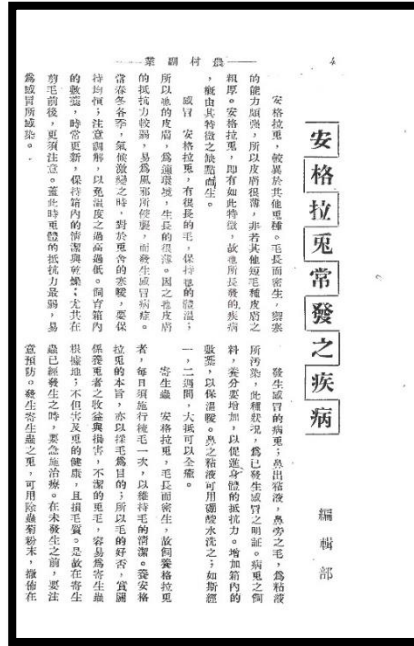 農村副業
4
安格拉兎常發之疾病
編輯部
安格拉兎，較異於其他兎種。毛長而密生，禦寒
的能力頗強，所以皮膚很薄，非若其他短毛種皮膚之
粗厚。安格拉兎，即有如此特徵，故牠所長發的疾病
，輒由其特徵之缺點而生。
感冒　安格拉兎，有很長的毛，保持牠的體溫；
所以牠的皮膚，爲適環境，生長的很薄。因之牠皮膚
的抵抗力較弱，易爲風邪所侵襲，而發生感冒病症。
當春冬各季，氣候激變之時，對於兎舍的寒暖，要保
持均恒；注意調解，以免溫度之過高過低。飼育箱內
的敷藁，時常更新，保持箱內的清潔與乾燥；尤其在
剪毛前後，更須注意。蓋此時兎體的抵抗力最弱，易
爲感冒所感染。
發生感冒的病兎；鼻出粘液，鼻旁之毛，爲粘液
所汚染，此種狀況，爲已發生感冒之明証。病兎之飼
料，養分要增加，以促進身體的抵抗力。增加箱內的
敷藁，以保溫暖。鼻之粘液可用硼酸水洗之；如斯經
一，二週間，大抵可以全癒。
寄生蟲　安格拉兎，毛長而密生，故飼養格拉兎
者，每日須施行梳毛一次，以維持毛的清潔。養安格
拉兎的本旨，亦以採毛爲目的；所以毛的好否，實關
係養兎者之收益與損害，不潔的兎毛，容易爲寄生蟲
根據地；不但害及兎的健康，且損毛質。是故在寄生
蟲已經發生之時，要急施治療。在未發生之前，要注
意預防。發生寄生蟲之兎，可用除蟲菊粉末，撒佈在